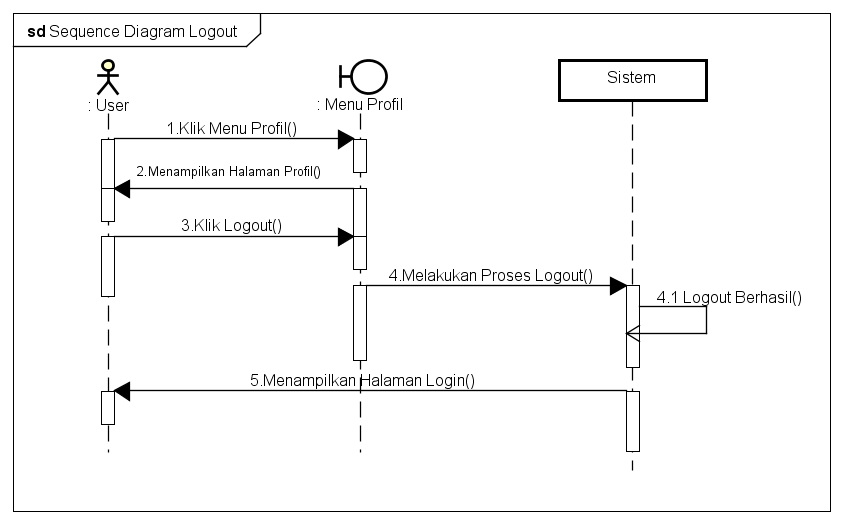 sd Sequence Diagram Logout
: User
: Menu Profil
Sistem
1.Klik Menu Profil()
2.Menampilkan Halaman Profil()
3.Klik Logout()
4.Melakukan Proses Logout()
4.1 Logout Berhasil()
5.Menampilkan Halaman Login()